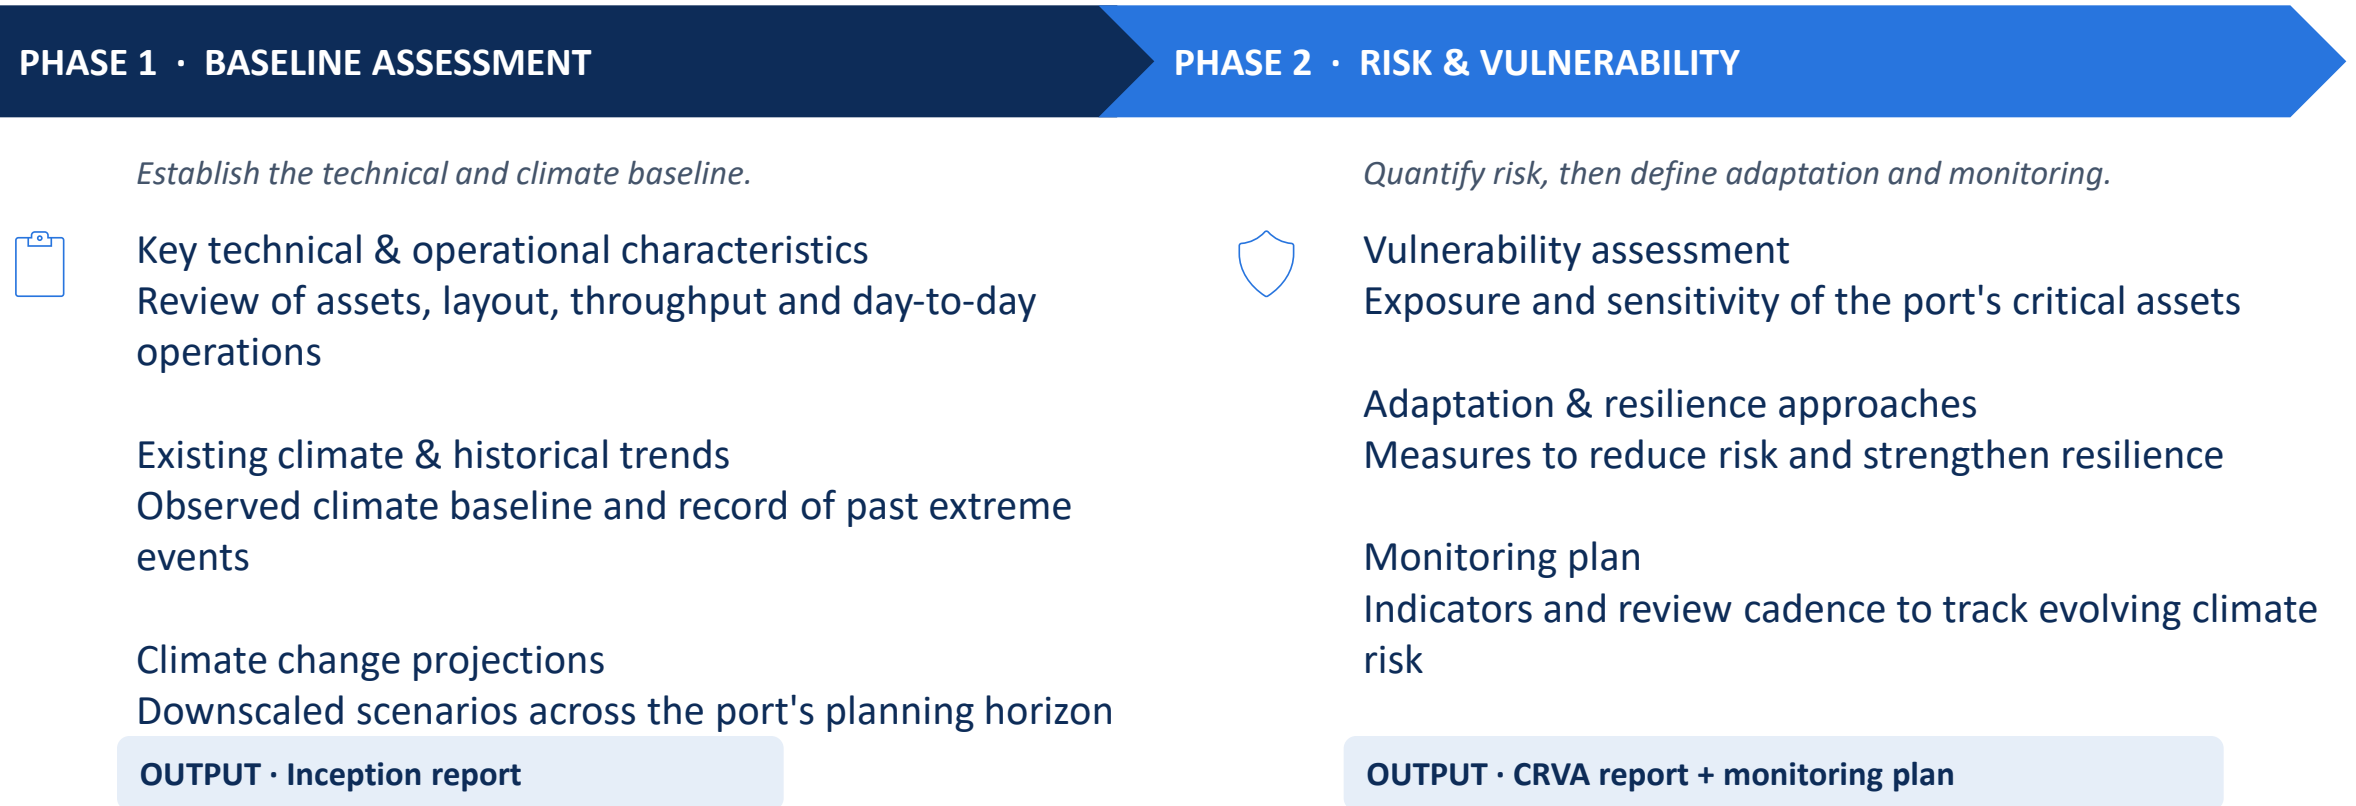 PHASE 1 · BASELINE ASSESSMENT
PHASE 2 · RISK & VULNERABILITY
Establish the technical and climate baseline.
Key technical & operational characteristics
Review of assets, layout, throughput and day-to-day
operations
Existing climate & historical trends
Observed climate baseline and record of past extreme
events
Climate change projections
Downscaled scenarios across the port's planning horizon
OUTPUT · Inception report
Quantify risk, then define adaptation and monitoring.
Vulnerability assessment
Exposure and sensitivity of the port's critical assets
Adaptation & resilience approaches
Measures to reduce risk and strengthen resilience
Monitoring plan
Indicators and review cadence to track evolving climate
risk
OUTPUT · CRVA report + monitoring plan